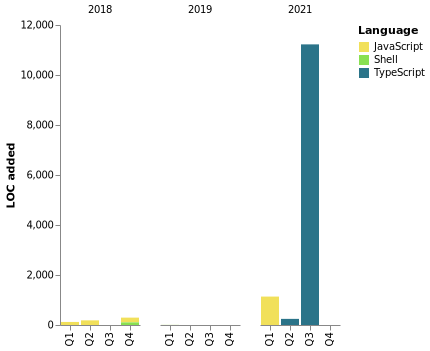 2018 2019 2021
Language
JavaScript
Shell
TypeScript
LOC added
12,000
10,000
8,000
6,000
4,000
2,000
0
Q1 Q2 Q3 Q4 Q1 Q2 Q3 Q4 Q1 Q2 Q3 Q4